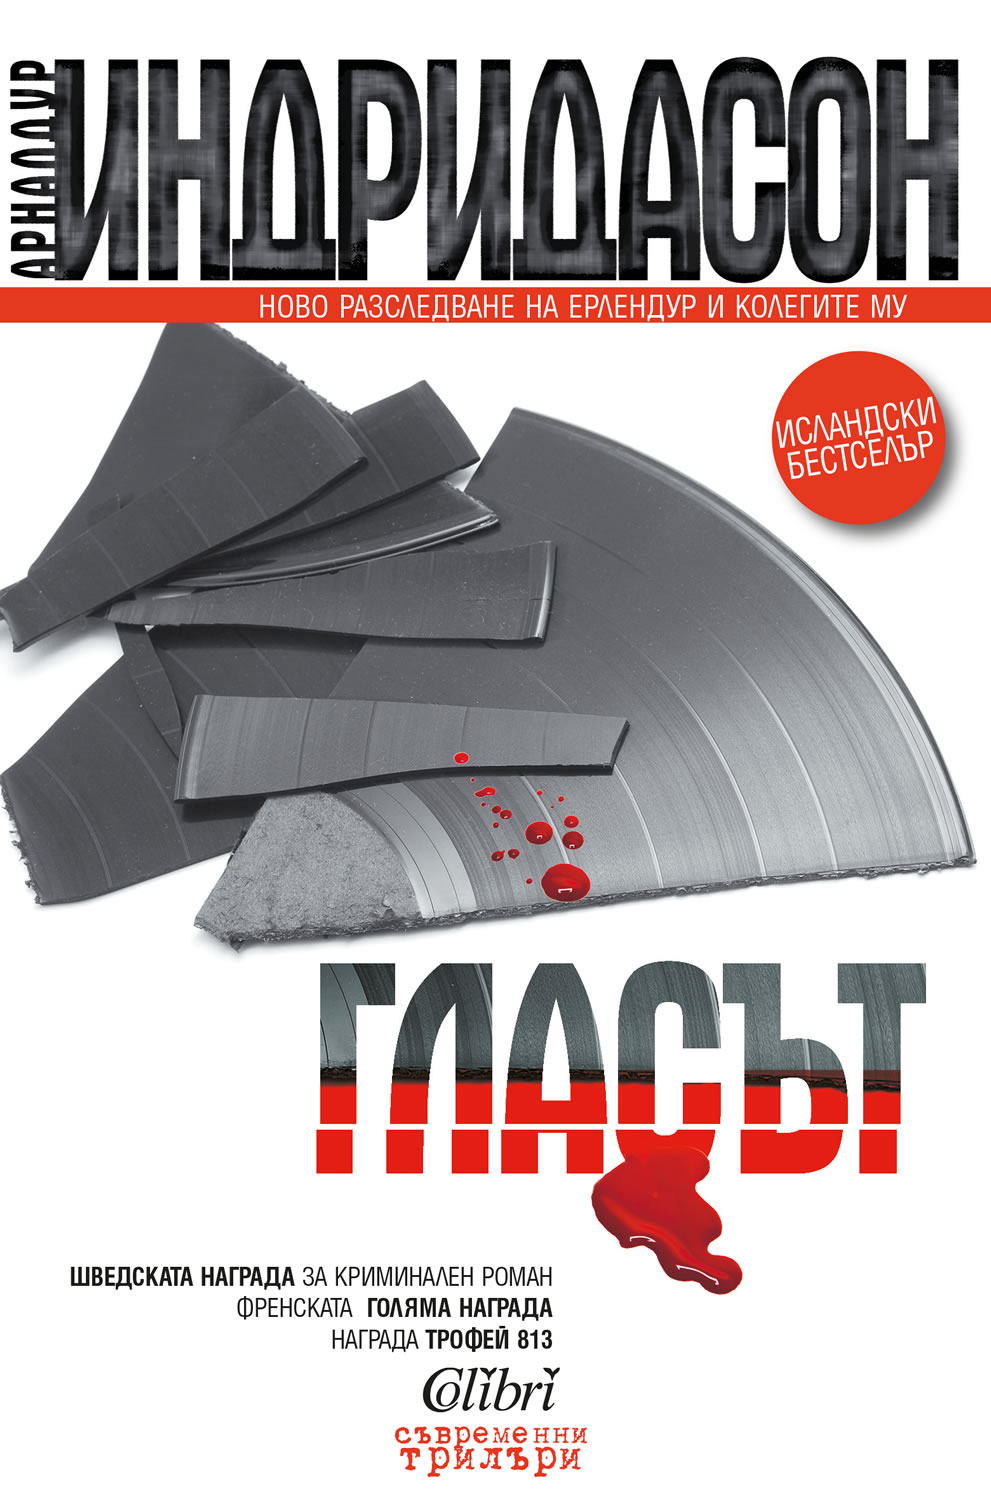 АРНАЛДУР
ИНДРИДАСОН
НОВО РАЗСЛЕДВАНЕ НА ЕРЛЕНДУР И КОЛЕГИТЕ МУ
ИСЛАНДСКИ
БЕСТСЕЛЪР
ГЛАСЪТ
ШВЕДСКАТА НАГРАДА ЗА КРИМИНАЛЕН РОМАН
ФРЕНСКАТА ГОЛЯМА НАГРАДА
НАГРАДА ТРОФЕЙ 813
Colibri
съвременни
трилъри